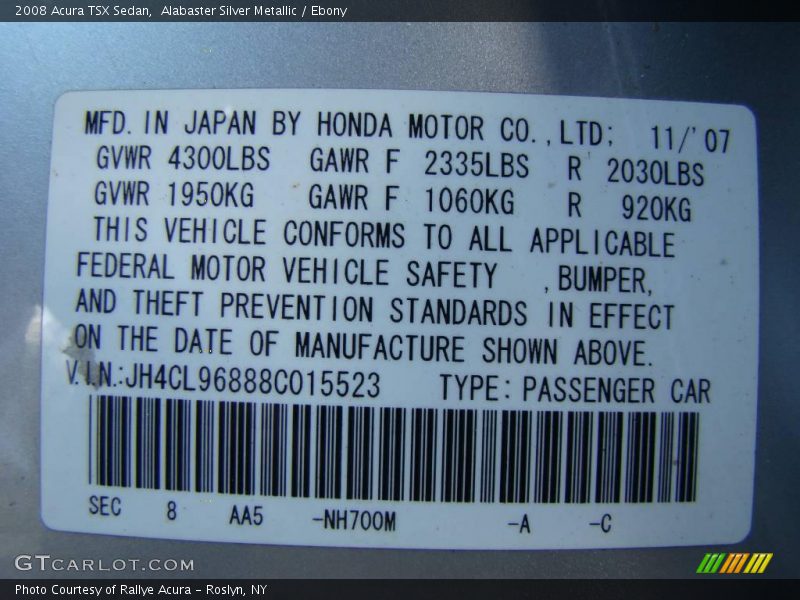 2008 Acura TSX Sedan,  Alabaster Silver Metallic / Ebony
MFD. IN JAPAN BY HONDA MOTOR CO.,LTD; 11/'07
GVWR 4300LBS GAWR F 2335LBS R 2030LBS
GVWR 1950KG GAWR F 1060KG R 920KG
THIS VEHICLE CONFORMS TO ALL APPLICABLE
FEDERAL MOTOR VEHICLE SAFETY ,BUMPER,
AND THEFT PREVENTION STANDARDS IN EFFECT
ON THE DATE OF MANUFACTURE SHOWN ABOVE.
V.I.N.:JH4CL96888C015523 TYPE: PASSENGER CAR
SEC 8 AA5 -NH700M -A -C
GTCARLOT.COM
Photo Courtesy of Rallye Acura – Roslyn, NY